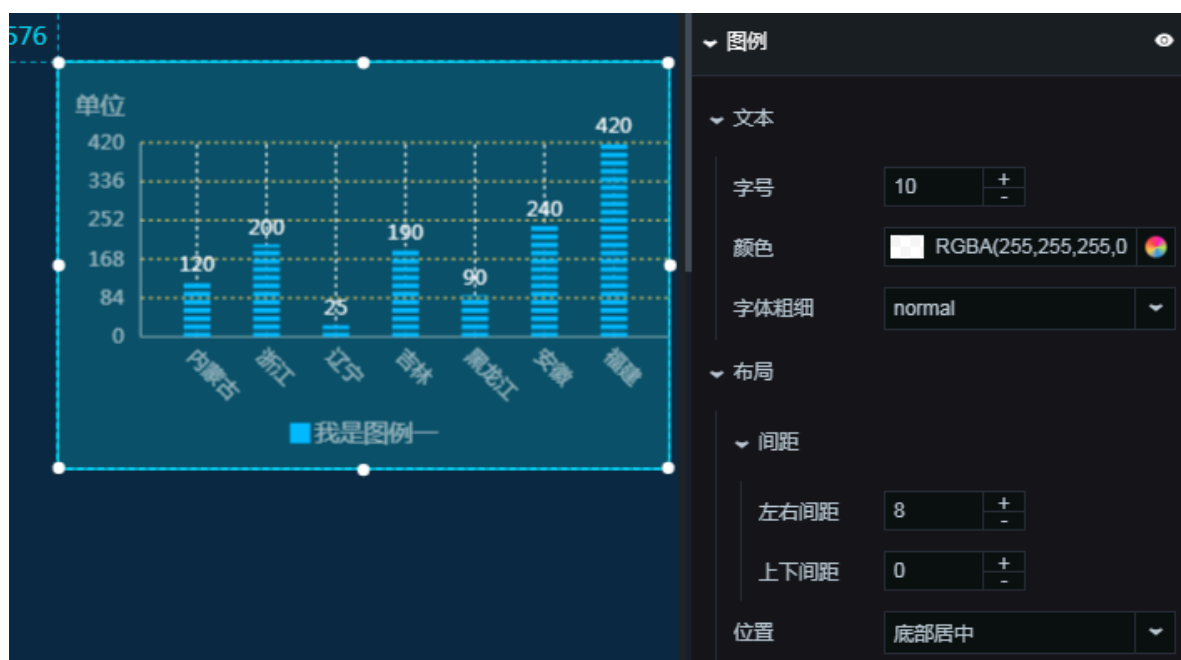 576
单位
420
336
252
168
84
0
120
200
25
190
90
240
420
内蒙古
浙江
辽宁
吉林
黑龙江
安徽
福建
我是图例一
图例
文本
字号
10
+
-
颜色
RGBA(255,255,255,0
字体粗细
normal
布局
间距
左右间距
8
+
-
上下间距
0
+
-
位置
底部居中